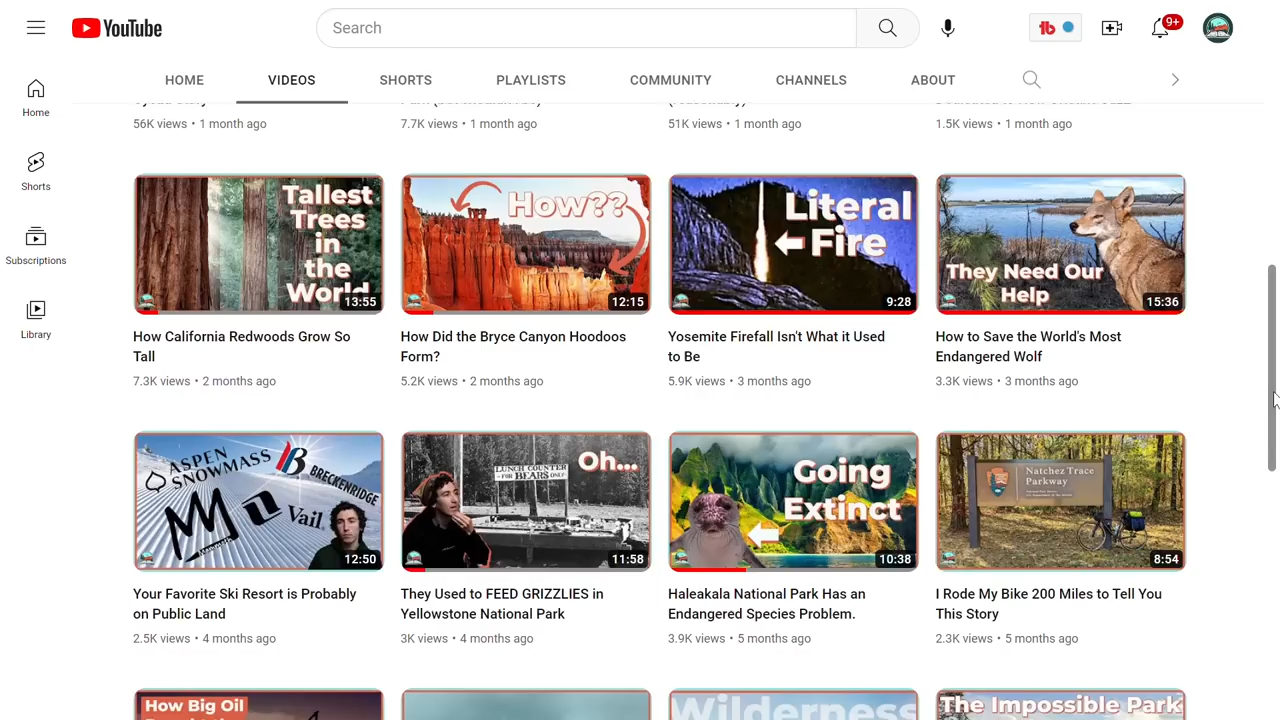 YouTube
Search
9+
HOME
VIDEOS
SHORTS
PLAYLISTS
COMMUNITY
CHANNELS
ABOUT
Home
Shorts
Subscriptions
Library
56K views • 1 month ago
7.7K views • 1 month ago
51K views • 1 month ago
1.5K views • 1 month ago
Tallest
Trees
in
the
World
13:55
How??
12:15
Literal
Fire
9:28
They Need Our
Help
15:36
How California Redwoods Grow So
Tall
7.3K views • 2 months ago
How Did the Bryce Canyon Hoodoos
Form?
5.2K views • 2 months ago
Yosemite Firefall Isn't What it Used
to Be
5.9K views • 3 months ago
How to Save the World's Most
Endangered Wolf
3.3K views • 3 months ago
ASPEN
SNOWMASS
BRECKENRIDGE
Vail
12:50
LUNCH COUNTER
-FOR BEARS ONLY-
Oh...
11:58
Going
Extinct
10:38
Natchez Trace
Parkway
8:54
Your Favorite Ski Resort is Probably
on Public Land
2.5K views • 4 months ago
They Used to FEED GRIZZLIES in
Yellowstone National Park
3K views • 4 months ago
Haleakala National Park Has an
Endangered Species Problem.
3.9K views • 5 months ago
I Rode My Bike 200 Miles to Tell You
This Story
2.3K views • 5 months ago
How Big Oil
Wilderness
The Impossible Park